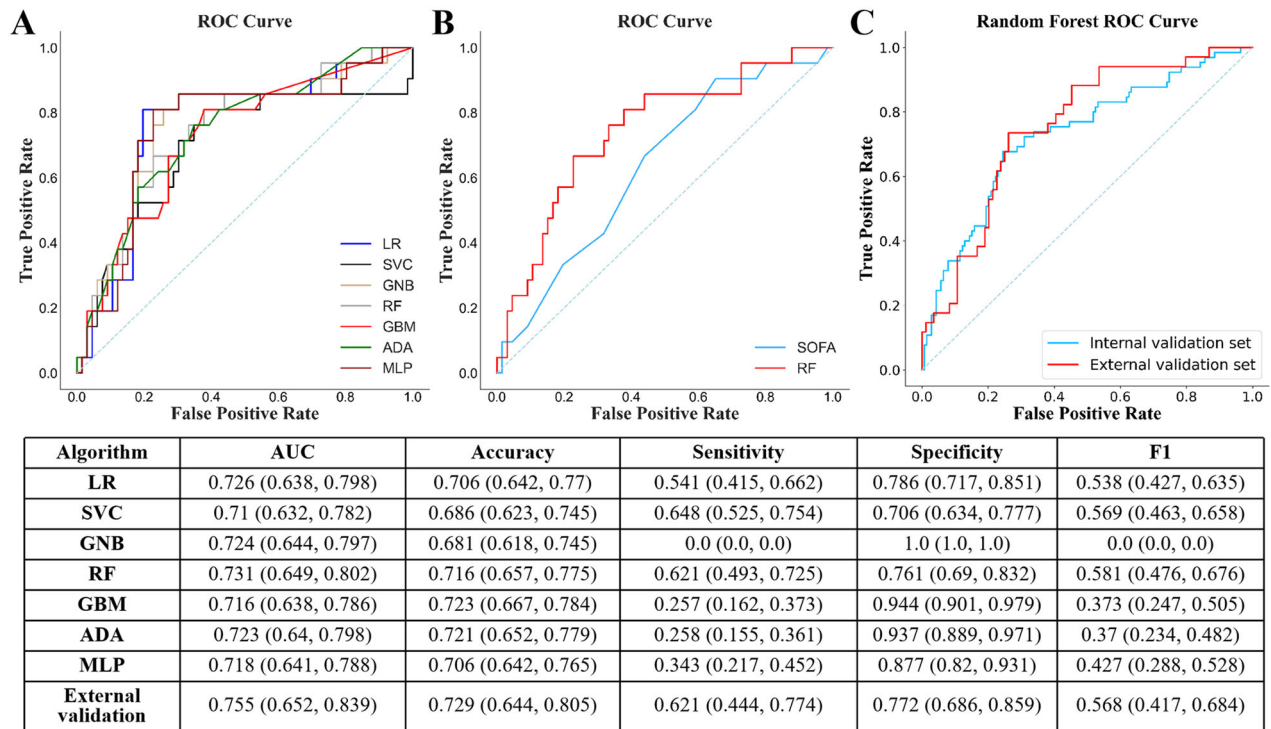 A
ROC Curve
True Positive Rate
1.0
0.8
0.6
0.4
0.2
0.0
LR
SVC
GNB
RF
GBM
ADA
MLP
0.0 0.2 0.4 0.6 0.8 1.0
False Positive Rate
B
ROC Curve
True Positive Rate
1.0
0.8
0.6
0.4
0.2
0.0
SOFA
RF
0.0 0.2 0.4 0.6 0.8 1.0
False Positive Rate
C
Random Forest ROC Curve
True Positive Rate
1.0
0.8
0.6
0.4
0.2
0.0
Internal validation set
External validation set
0.0 0.2 0.4 0.6 0.8 1.0
False Positive Rate
Algorithm AUC Accuracy Sensitivity Specificity F1
LR 0.726 (0.638, 0.798) 0.706 (0.642, 0.77) 0.541 (0.415, 0.662) 0.786 (0.717, 0.851) 0.538 (0.427, 0.635)
SVC 0.71 (0.632, 0.782) 0.686 (0.623, 0.745) 0.648 (0.525, 0.754) 0.706 (0.634, 0.777) 0.569 (0.463, 0.658)
GNB 0.724 (0.644, 0.797) 0.681 (0.618, 0.745) 0.0 (0.0, 0.0) 1.0 (1.0, 1.0) 0.0 (0.0, 0.0)
RF 0.731 (0.649, 0.802) 0.716 (0.657, 0.775) 0.621 (0.493, 0.725) 0.761 (0.69, 0.832) 0.581 (0.476, 0.676)
GBM 0.716 (0.638, 0.786) 0.723 (0.667, 0.784) 0.257 (0.162, 0.373) 0.944 (0.901, 0.979) 0.373 (0.247, 0.505)
ADA 0.723 (0.64, 0.798) 0.721 (0.652, 0.779) 0.258 (0.155, 0.361) 0.937 (0.889, 0.971) 0.37 (0.234, 0.482)
MLP 0.718 (0.641, 0.788) 0.706 (0.642, 0.765) 0.343 (0.217, 0.452) 0.877 (0.82, 0.931) 0.427 (0.288, 0.528)
External
validation 0.755 (0.652, 0.839) 0.729 (0.644, 0.805) 0.621 (0.444, 0.774) 0.772 (0.686, 0.859) 0.568 (0.417, 0.684)